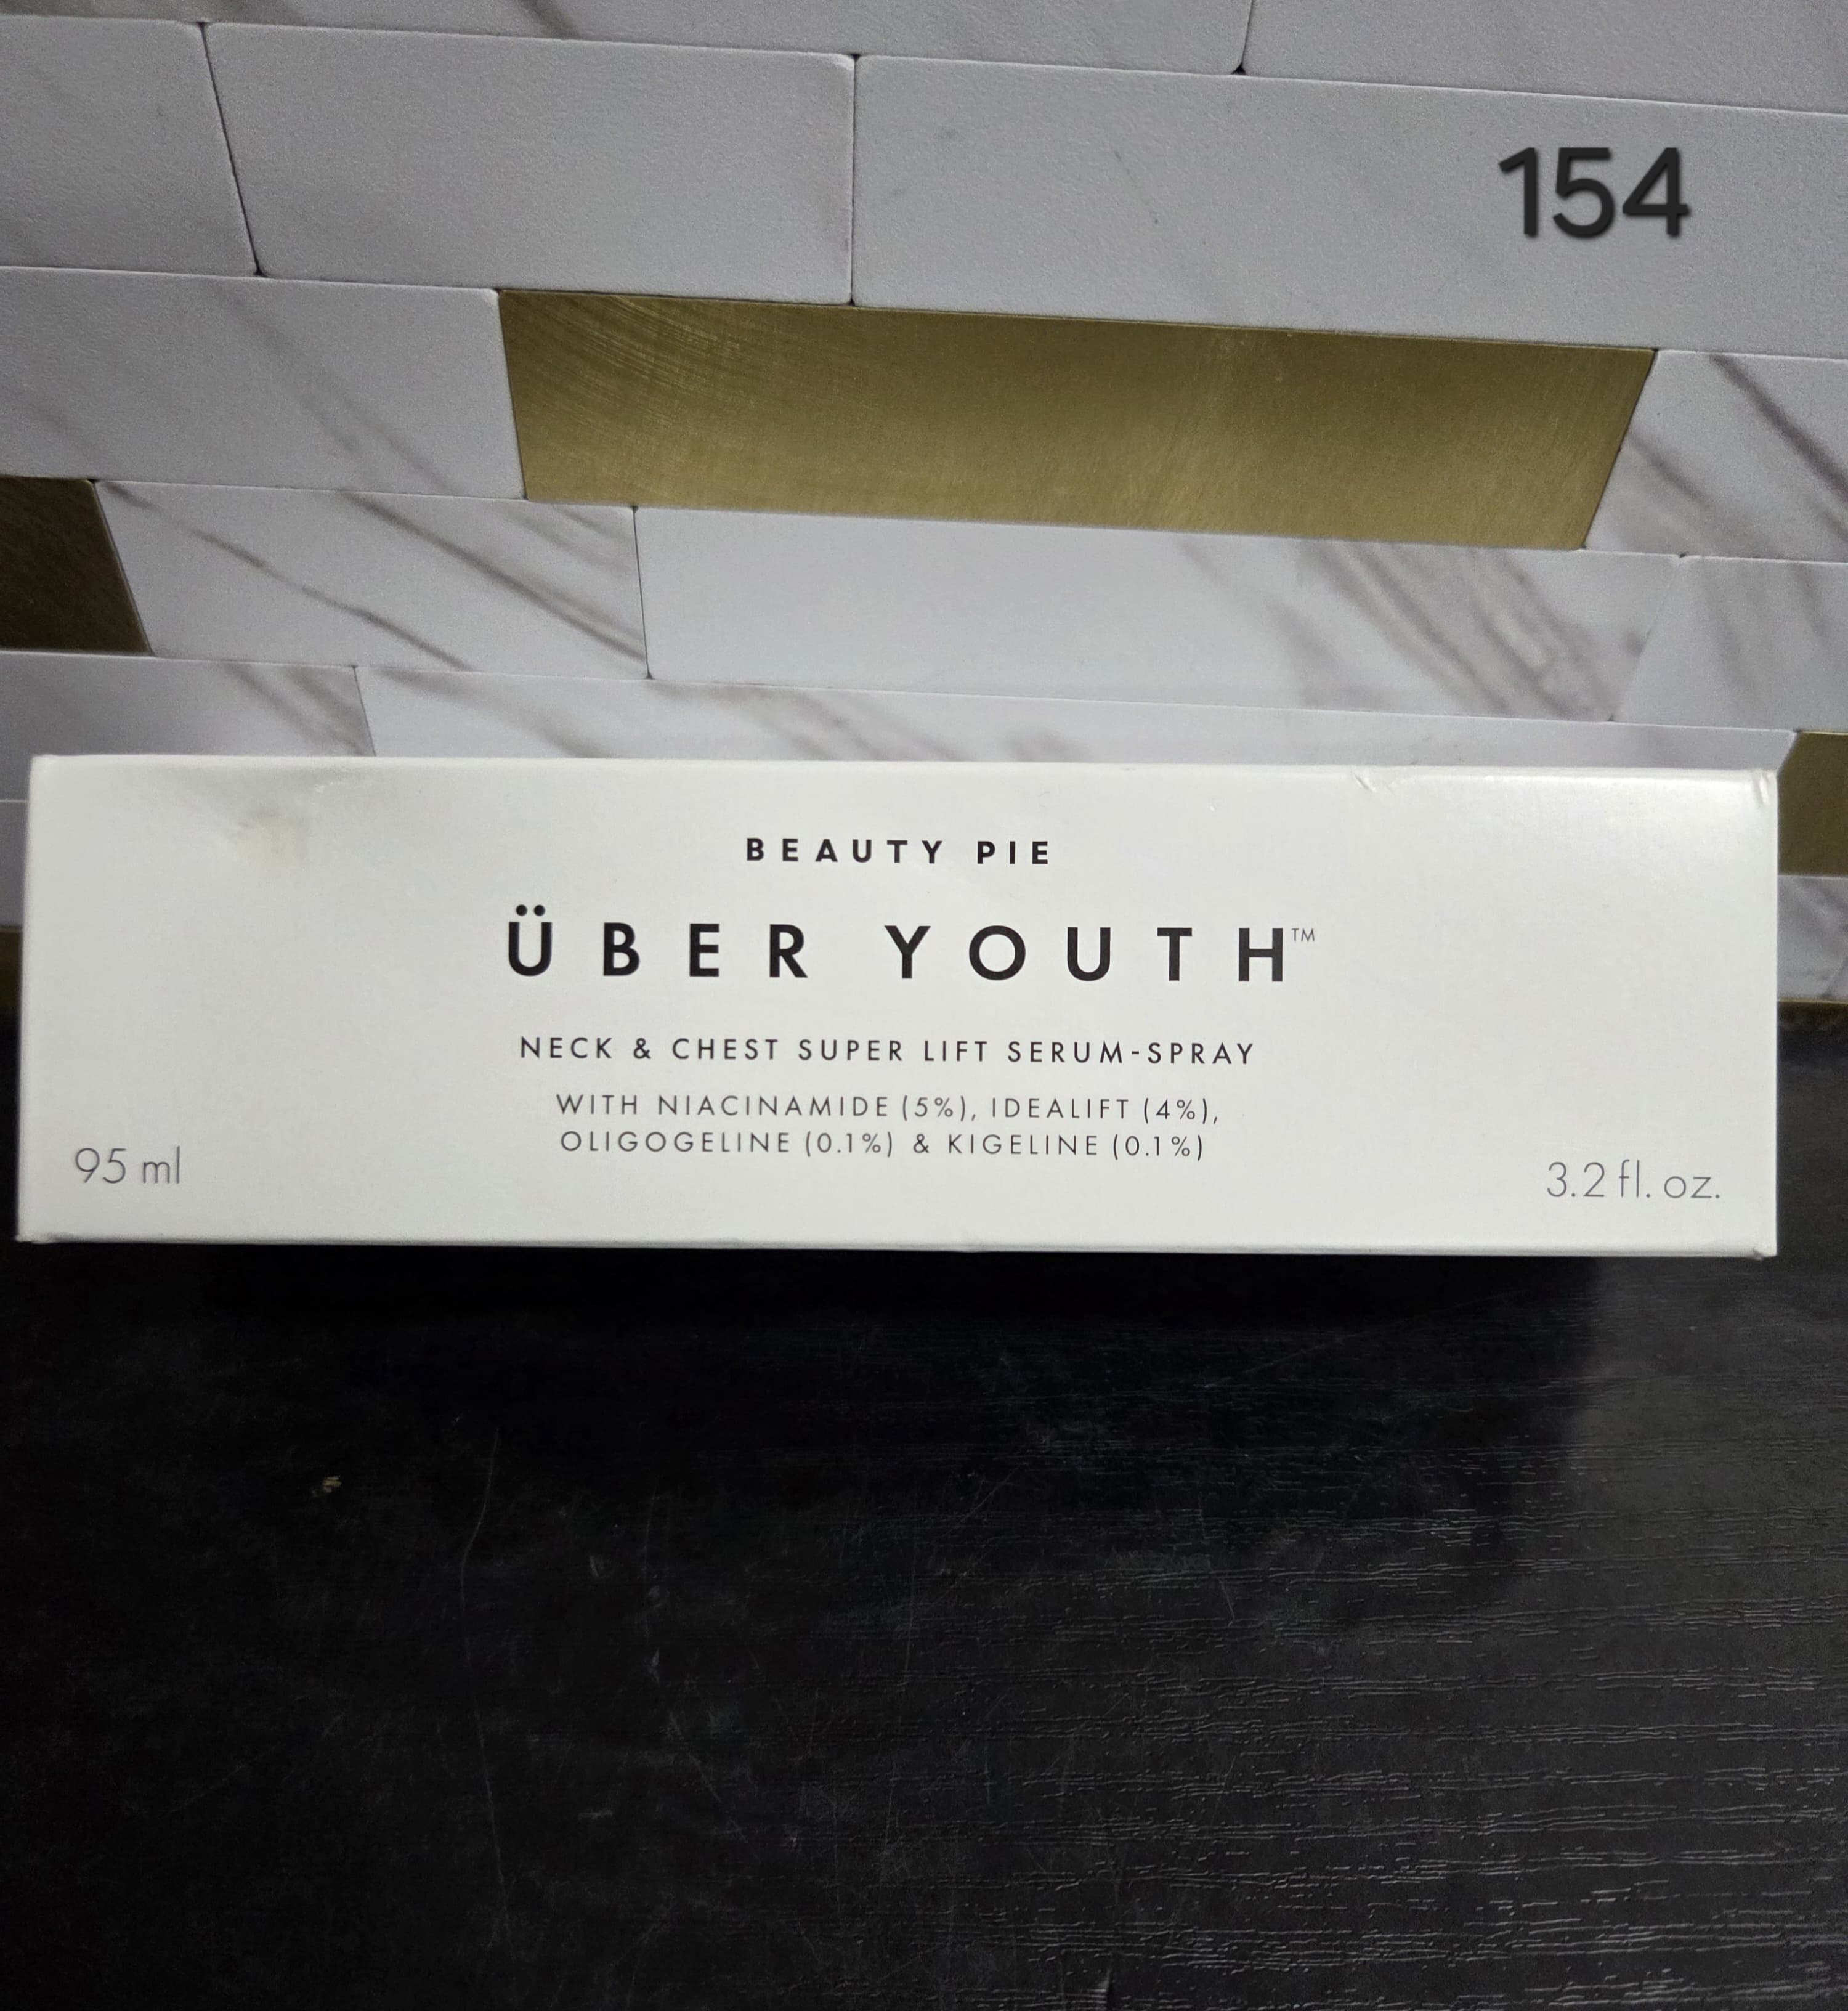 154
BEAUTY PIE
ÜBER YOUTH™
NECK & CHEST SUPER LIFT SERUM-SPRAY
WITH NIACINAMIDE (5%), IDEALIFT (4%),
OLIGOGELINE (0.1%) & KIGELINE (0.1%)
95 ml
3.2 fl. oz.